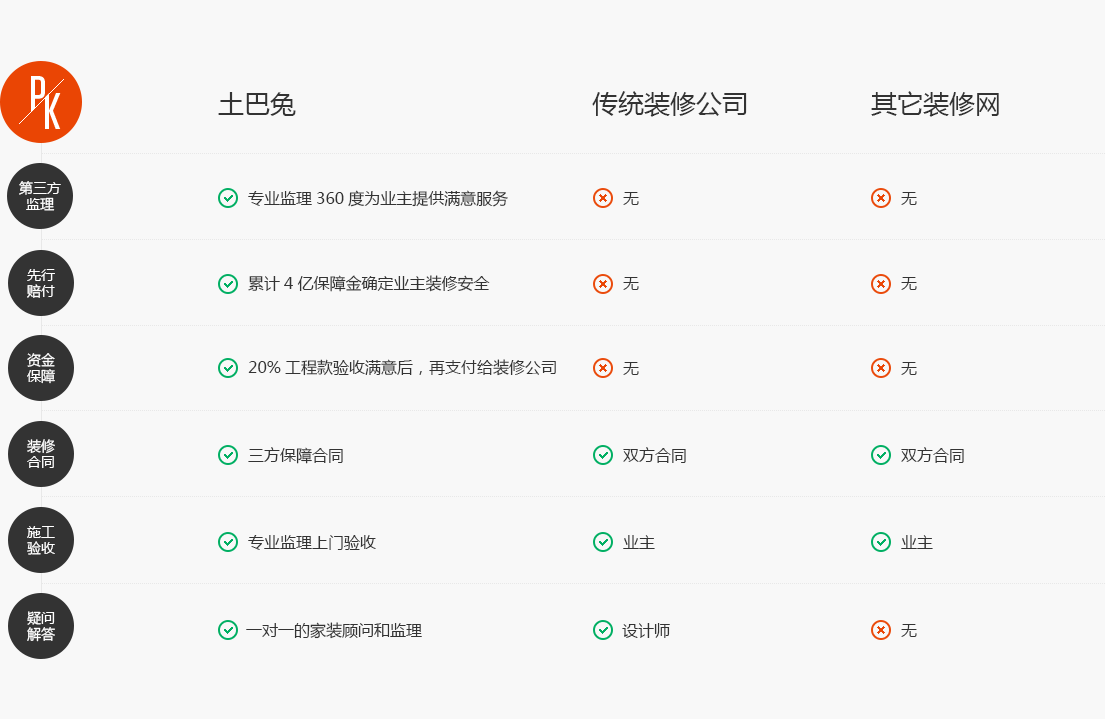 PK
土巴兔
传统装修公司
其它装修网
第三方
监理
专业监理 360 度为业主提供满意服务
无
无
先行
赔付
累计 4 亿保障金确定业主装修安全
无
无
资金
保障
20% 工程款验收满意后，再支付给装修公司
无
无
装修
合同
三方保障合同
双方合同
双方合同
施工
验收
专业监理上门验收
业主
业主
疑问
解答
一对一的家装顾问和监理
设计师
无